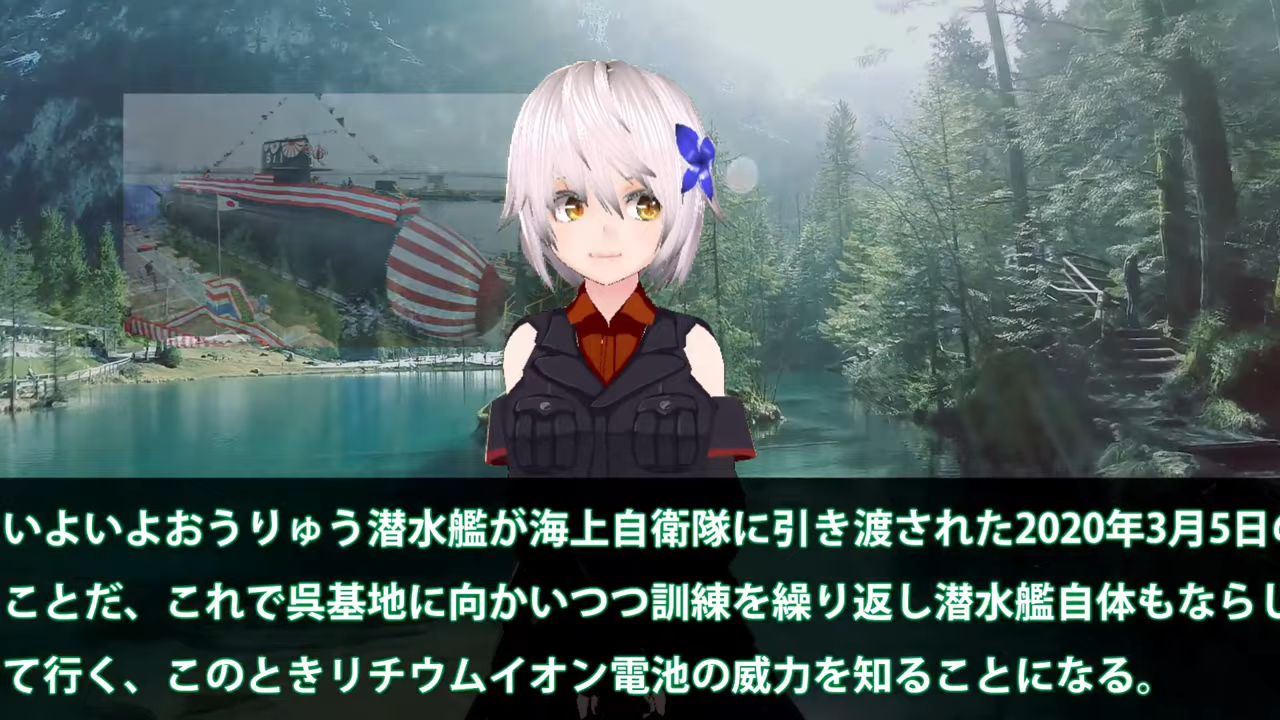 いよいよおうりゅう潜水艦が海上自衛隊に引き渡された2020年3月5日の
ことだ、これで呉基地に向かいつつ訓練を繰り返し潜水艦自体もならし
て行く、このときリチウムイオン電池の威力を知ることになる。